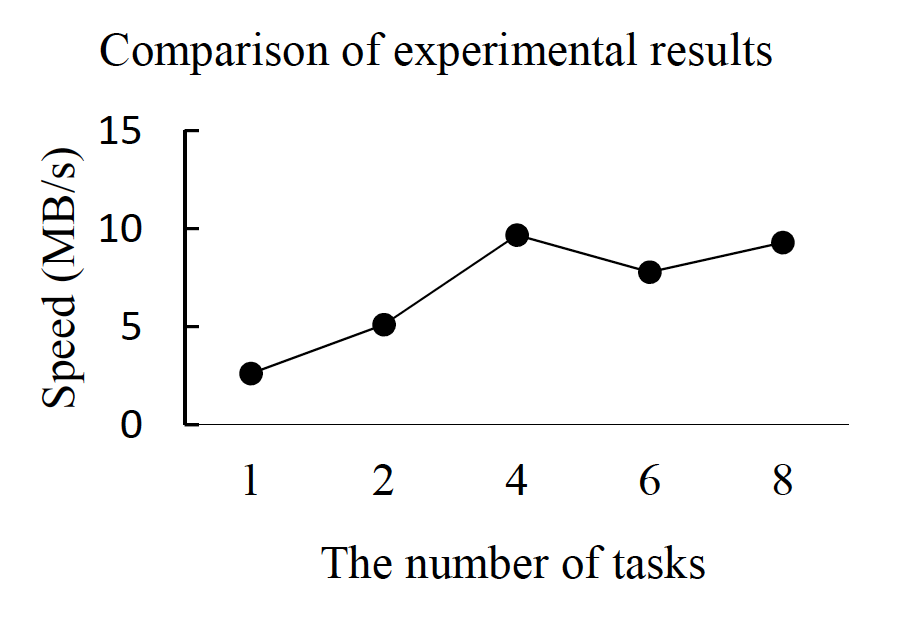 Comparison of experimental results
15
10
5
0
Speed (MB/s)
1 2 4 6 8
The number of tasks